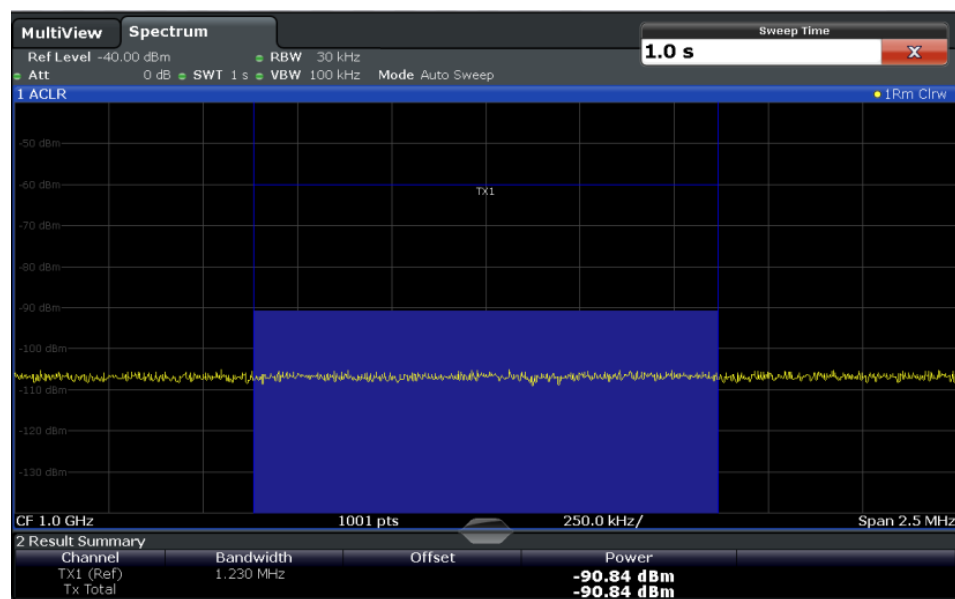 MultiView Spectrum
Sweep Time
1.0 s X
Ref Level -40.00 dBm RBW 30 kHz
Att 0 dB SWT 1 s VBW 100 kHz Mode Auto Sweep
1 ACLR 1Rm Clrw
-50 dBm
-60 dBm
TX1
-70 dBm
-80 dBm
-90 dBm
-100 dBm
-110 dBm
-120 dBm
-130 dBm
CF 1.0 GHz 1001 pts 250.0 kHz/ Span 2.5 MHz
2 Result Summary
Channel Bandwidth Offset Power
TX1 (Ref) 1.230 MHz -90.84 dBm
Tx Total -90.84 dBm